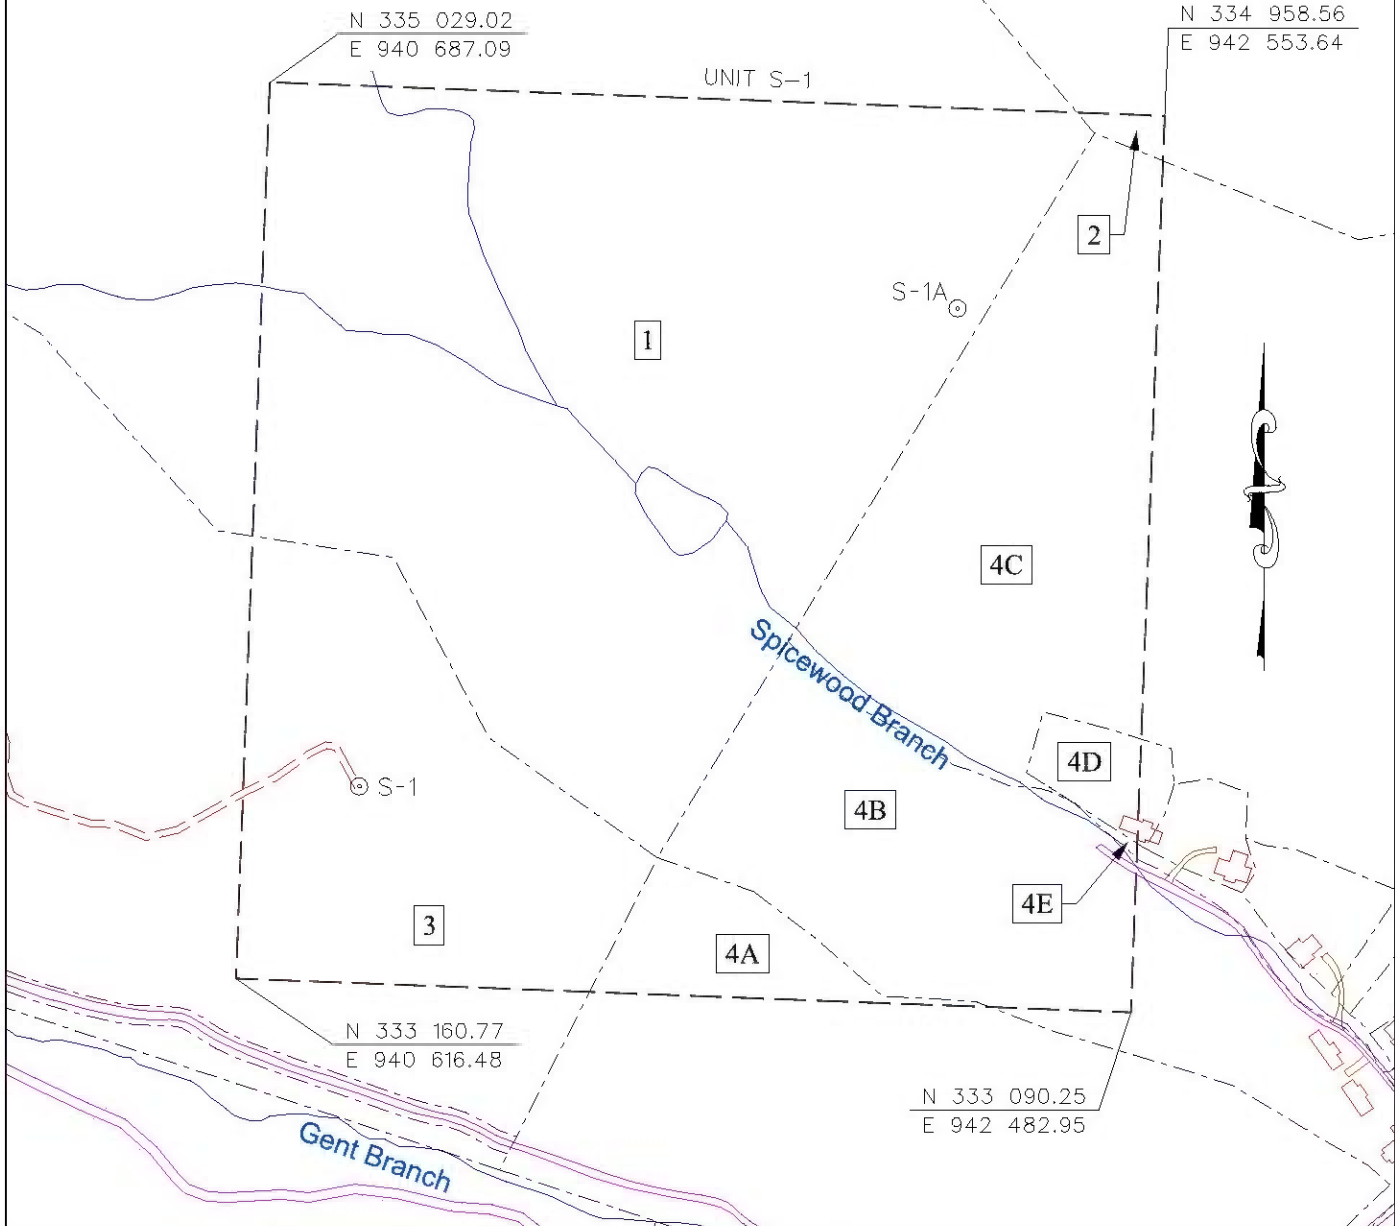 N 335 029.02
E 940 687.09
N 334 958.56
E 942 553.64
UNIT S-1
2
S-1A
1
4C
Spicewood Branch
4D
S-1
4B
4E
3
4A
N 333 160.77
E 940 616.48
N 333 090.25
E 942 482.95
Gent Branch